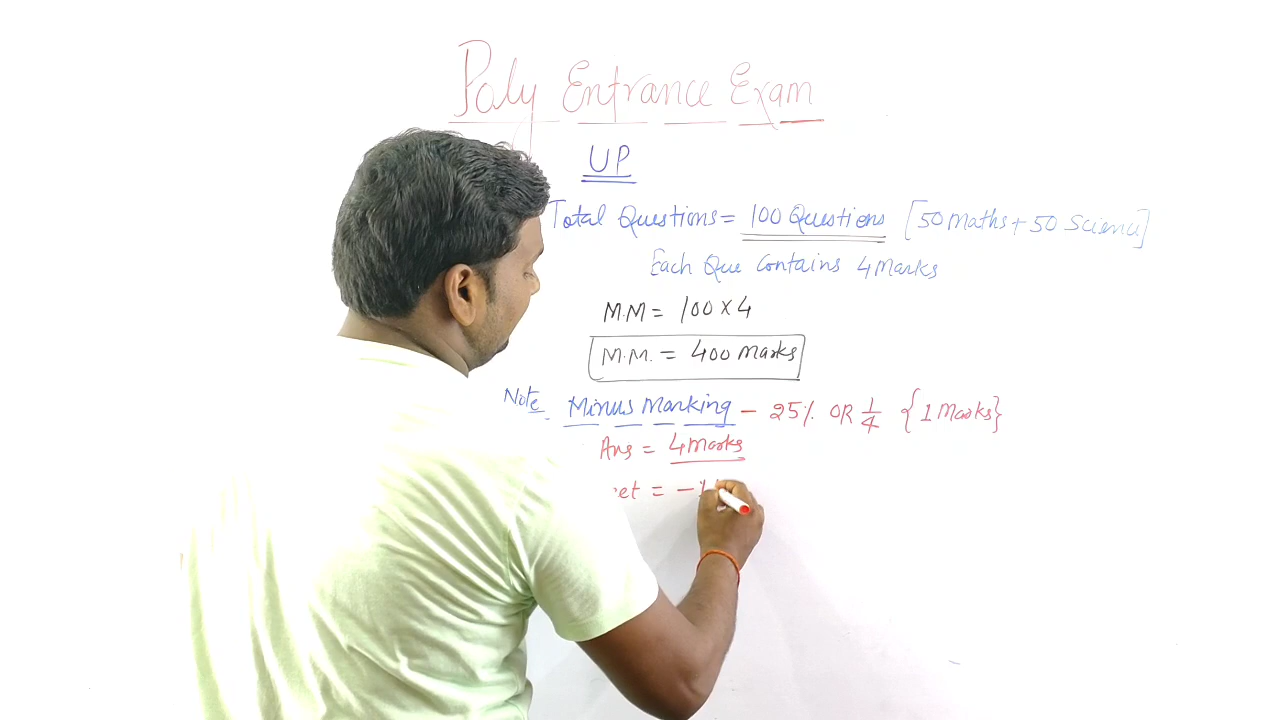 Poly Entrance Exam
UP
Total Questions = 100 Questions [50 Maths + 50 Science]
Each Que Contains 4 Marks
M.M = 100 × 4
M.M. = 400 Marks
Note - Minus Marking - 25% OR 1/4 {1 Marks}
Ans = 4 Marks
= -1